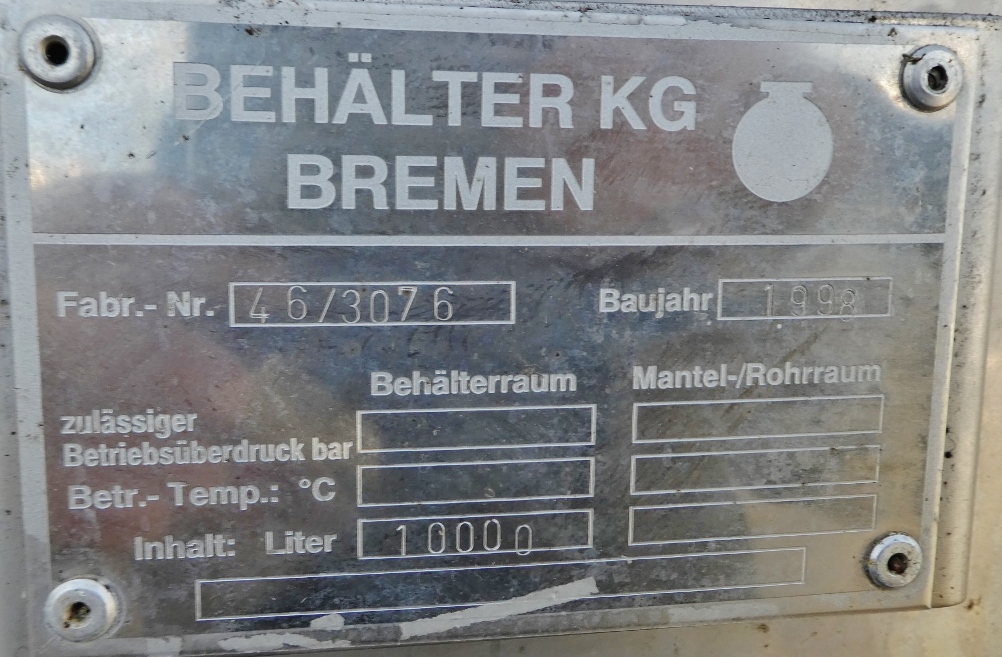 BEHÄLTER KG
BREMEN
Fabr.- Nr. 46/3076 Baujahr 1998
Behälterraum Mantel-/Rohrraum
zulässiger
Betriebsüberdruck bar
Betr.- Temp.: °C
Inhalt: Liter 10000